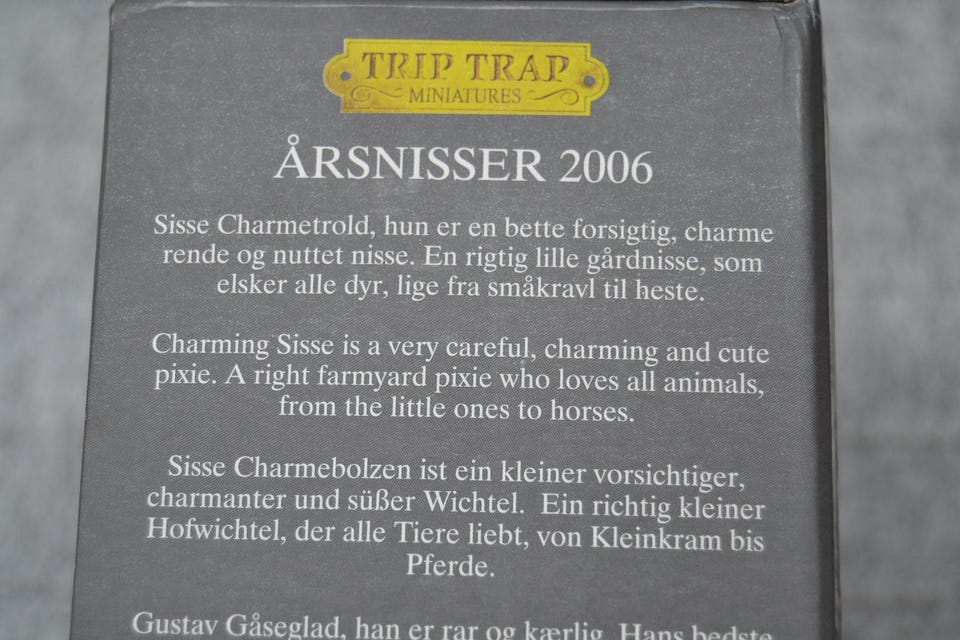 TRIP TRAP
MINIATURES
ÅRSNISSER 2006
Sisse Charmetrold, hun er en bette forsigtig, charme
rende og nuttet nisse. En rigtig lille gårdnisse, som
elsker alle dyr, lige fra småkravl til heste.
Charming Sisse is a very careful, charming and cute
pixie. A right farmyard pixie who loves all animals,
from the little ones to horses.
Sisse Charmebolzen ist ein kleiner vorsichtiger,
charmanter und süßer Wichtel. Ein richtig kleiner
Hofwichtel, der alle Tiere liebt, von Kleinkram bis
Pferde.
Gustav Gåseglad, han er rar og kærlig. Hans bedste